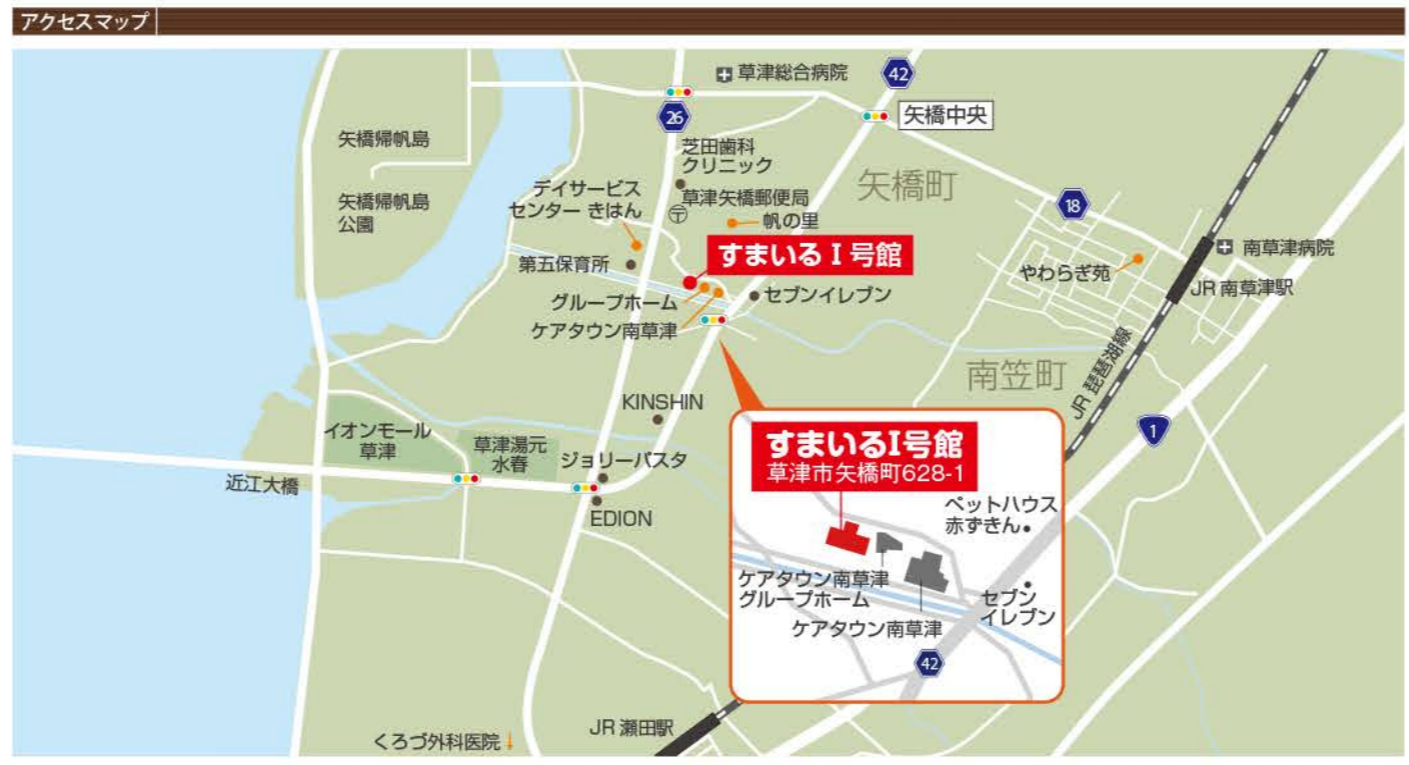 アクセスマップ
草津総合病院
42
26
矢橋中央
矢橋帰帆島
芝田歯科
クリニック
矢橋町
デイサービス
センター きはん
草津矢橋郵便局
〒
矢橋帰帆島
公園
18
帆の里
すまいるⅠ号館
第五保育所
南草津病院
やわらぎ苑
JR南草津駅
グループホーム
セブンイレブン
ケアタウン南草津
JR琵琶湖線
南笠町
KINSHIN
イオンモール
草津
草津湯元
水春
ジョリーパスタ
1
近江大橋
EDION
すまいるⅠ号館
草津市矢橋町628-1
ペットハウス
赤ずきん
ケアタウン南草津
グループホーム
セブン
イレブン
ケアタウン南草津
42
JR瀬田駅
くろづ外科医院